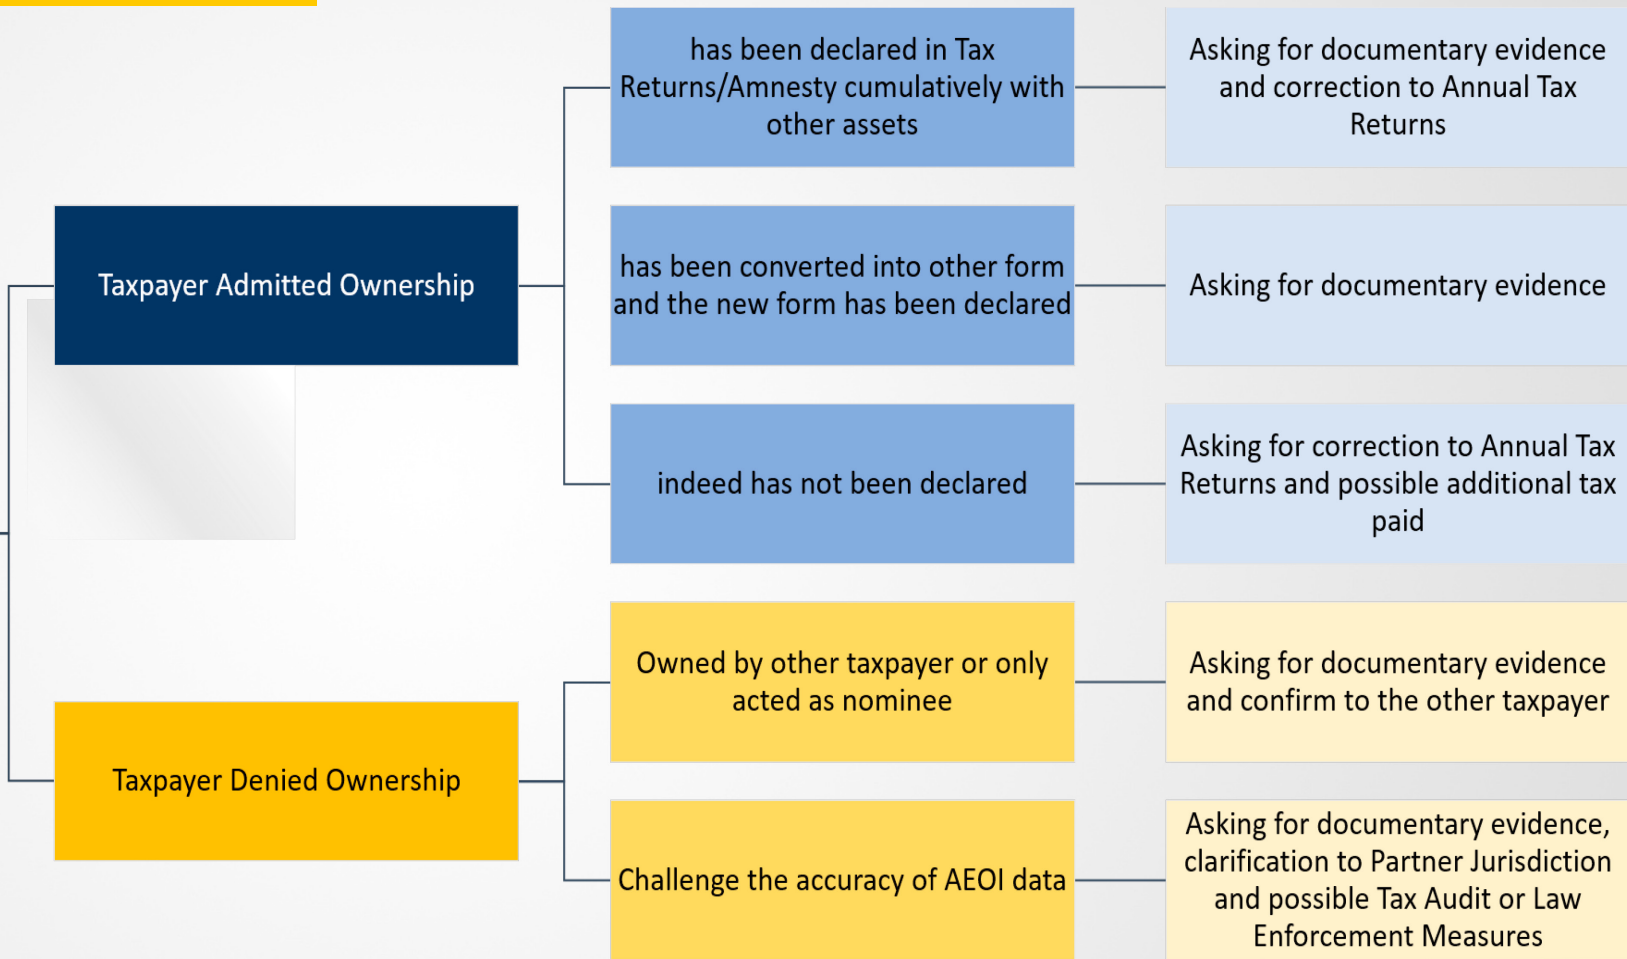 has been declared in Tax
Returns/Amnesty cumulatively with
other assets
Asking for documentary evidence
and correction to Annual Tax
Returns
Taxpayer Admitted Ownership
has been converted into other form
and the new form has been declared
Asking for documentary evidence
indeed has not been declared
Asking for correction to Annual Tax
Returns and possible additional tax
paid
Owned by other taxpayer or only
acted as nominee
Asking for documentary evidence
and confirm to the other taxpayer
Taxpayer Denied Ownership
Challenge the accuracy of AEOI data
Asking for documentary evidence,
clarification to Partner Jurisdiction
and possible Tax Audit or Law
Enforcement Measures